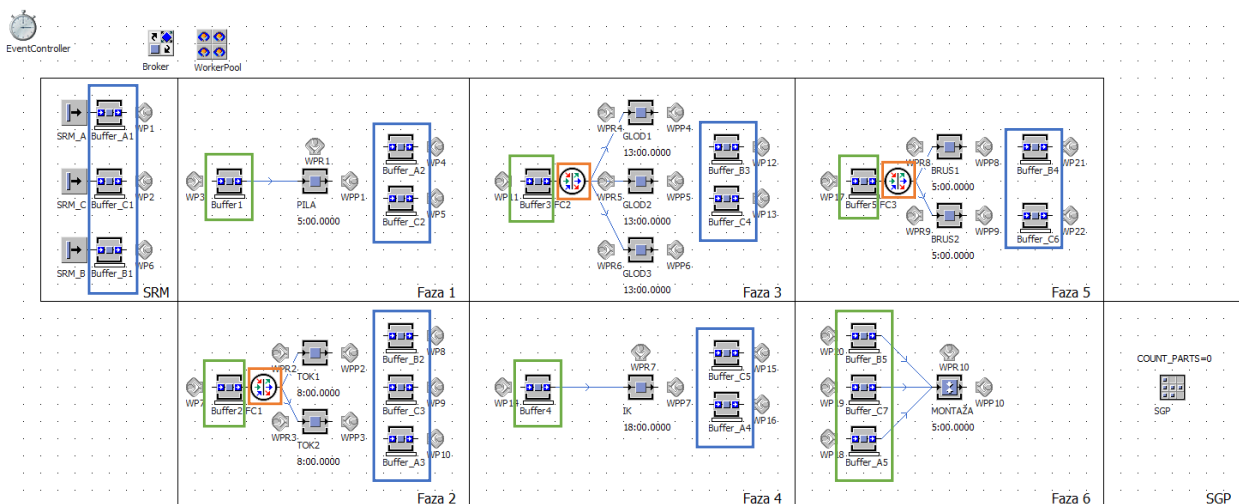 EventController
Broker
WorkerPool
SRM_A
Buffer_A1
WP1
SRM_C
Buffer_C1
WP2
SRM_B
Buffer_B1
WP6
SRM
WP3
Buffer1
WPR1
PILA
5:00.0000
WPP1
Buffer_A2
WP4
Buffer_C2
WP5
Faza 1
WPR4
GLOD1
13:00.0000
WPP4
WP11
Buffer3
FC2
WPR5
GLOD2
13:00.0000
WPP5
WPR6
GLOD3
13:00.0000
WPP6
Buffer_B3
WP12
Buffer_C4
WP13
Faza 3
WP17
Buffer5
FC3
WPR8
BRUS1
5:00.0000
WPP8
WPR9
BRUS2
5:00.0000
WPP9
Buffer_B4
WP21
Buffer_C6
WP22
Faza 5
WP7
Buffer2
FC1
WPR2
TOK1
8:00.0000
WPP2
WPR3
TOK2
8:00.0000
WPP3
Buffer_B2
WP8
Buffer_C3
WP9
Buffer_A3
WP10
Faza 2
WP14
Buffer4
WPR7
IK
18:00.0000
WPP7
Buffer_C5
WP15
Buffer_A4
WP16
Faza 4
WP20
Buffer_B5
WP19
Buffer_C7
WP18
Buffer_A5
WPR10
MONTAŽA
5:00.0000
WPP10
Faza 6
COUNT_PARTS=0
SGP
SGP